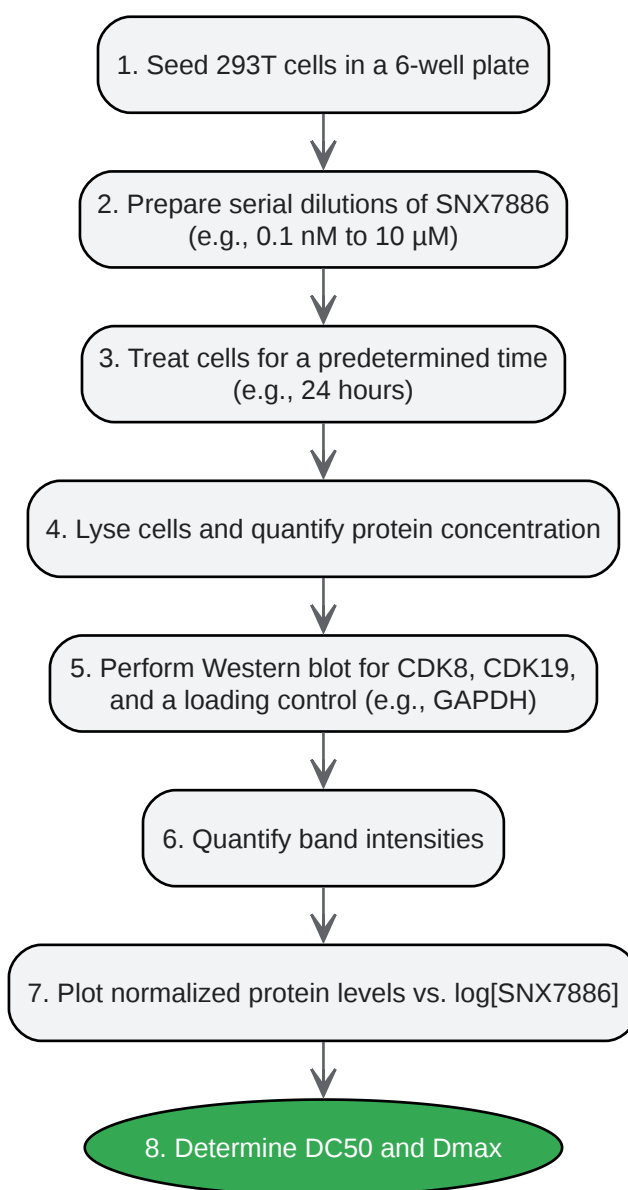 1. Seed 293T cells in a 6-well plate
2. Prepare serial dilutions of SNX7886
(e.g., 0.1 nM to 10 µM)
3. Treat cells for a predetermined time
(e.g., 24 hours)
4. Lyse cells and quantify protein concentration
5. Perform Western blot for CDK8, CDK19,
and a loading control (e.g., GAPDH)
6. Quantify band intensities
7. Plot normalized protein levels vs. log[SNX7886]
8. Determine DC50 and Dmax